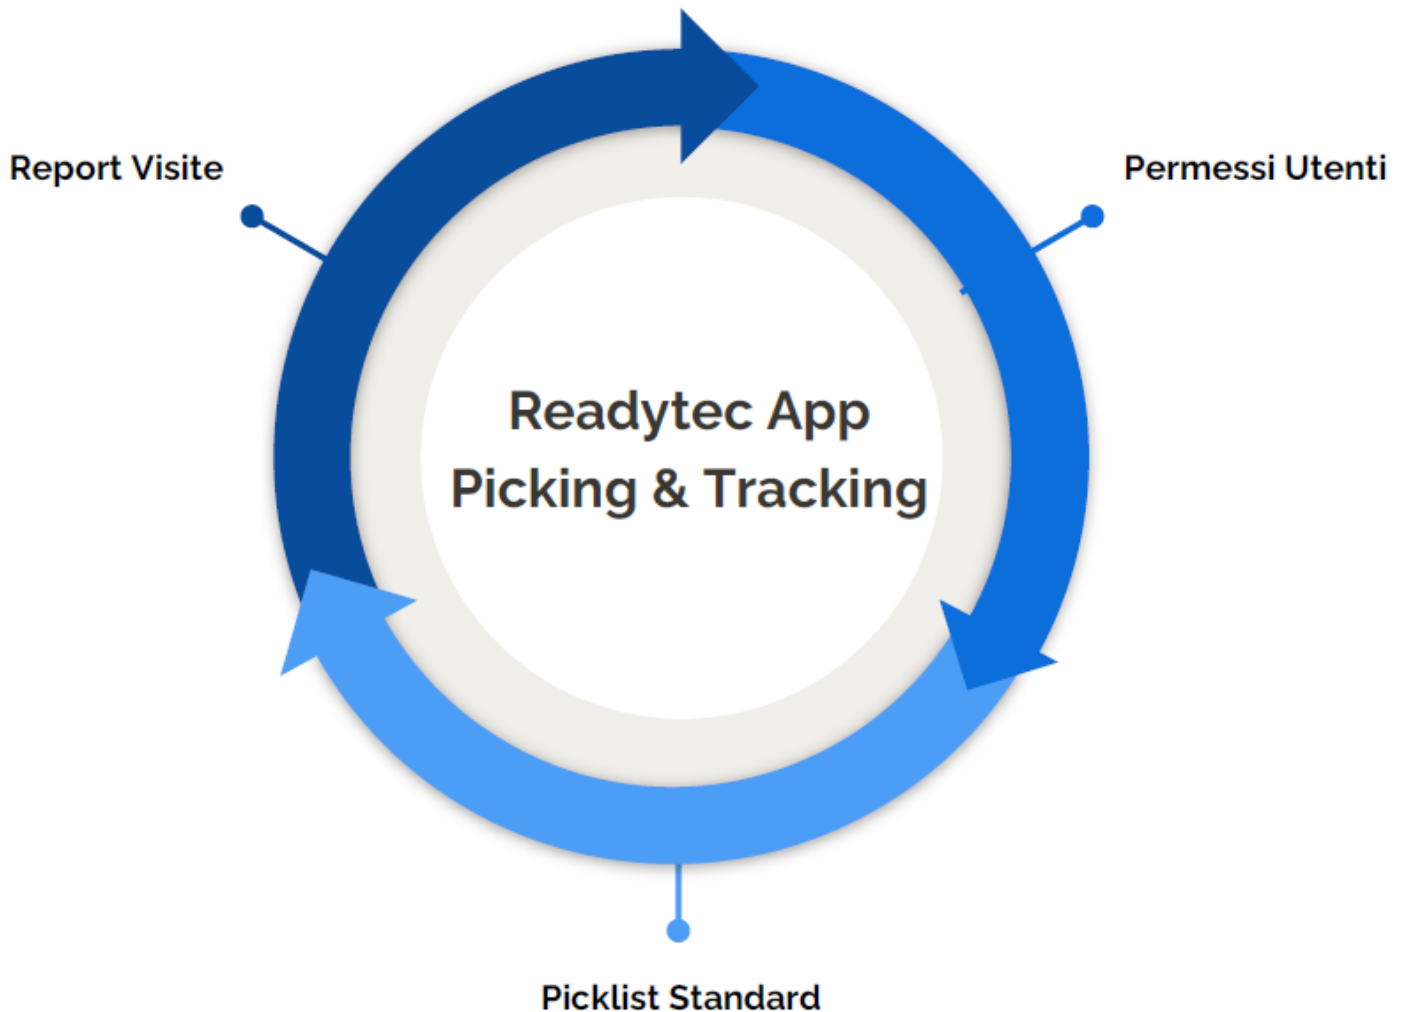 Report Visite
Permessi Utenti
Readytec App
Picking & Tracking
Picklist Standard